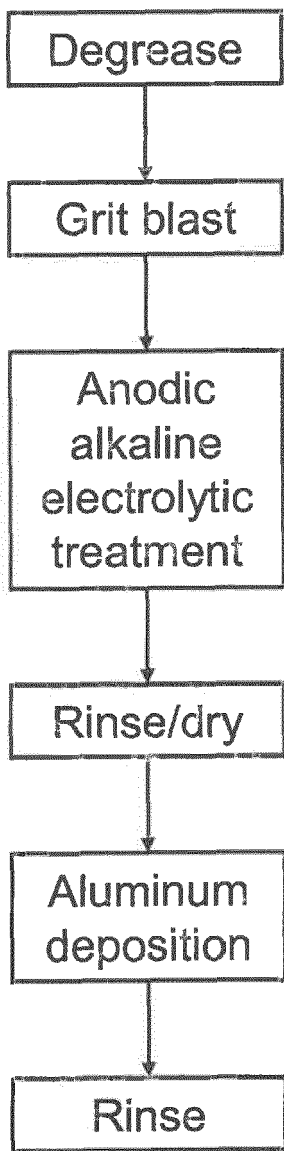 Degrease
Grit blast
Anodic
alkaline
electrolytic
treatment
Rinse/dry
Aluminum
deposition
Rinse